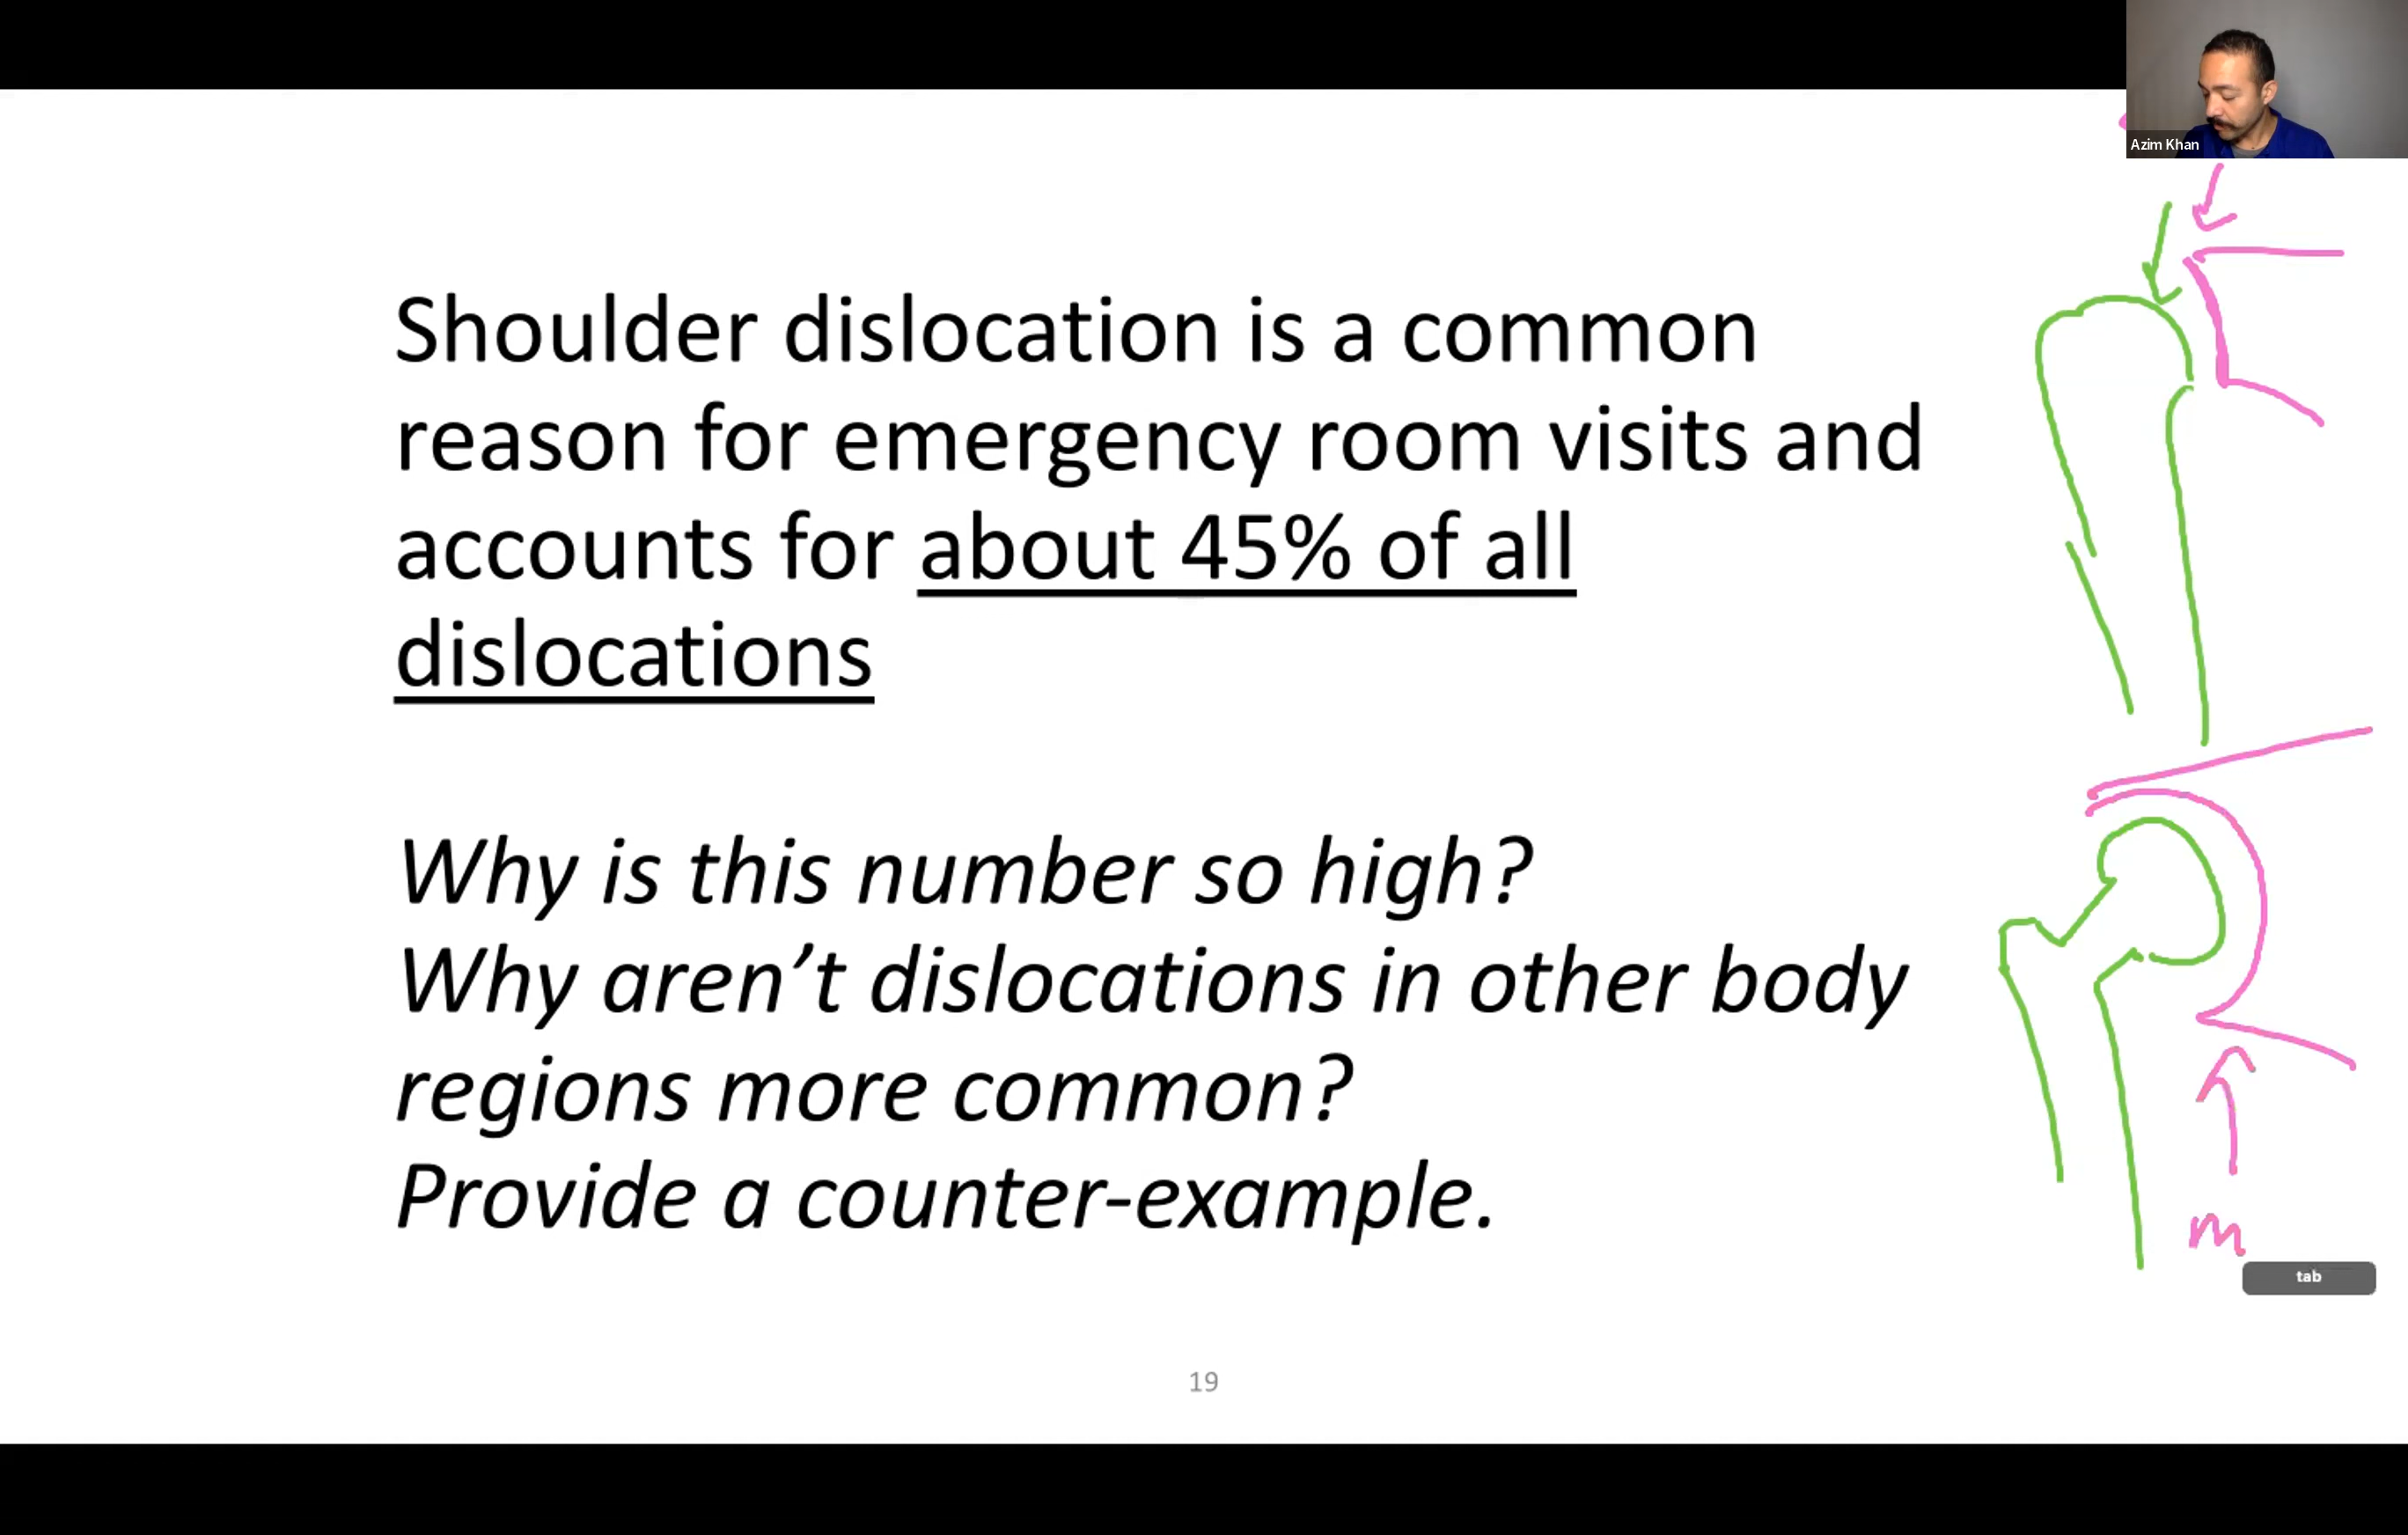 Azim Khan
Shoulder dislocation is a common
reason for emergency room visits and
accounts for about 45% of all
dislocations
Why is this number so high?
Why aren’t dislocations in other body
regions more common?
Provide a counter-example.
m
tab
19